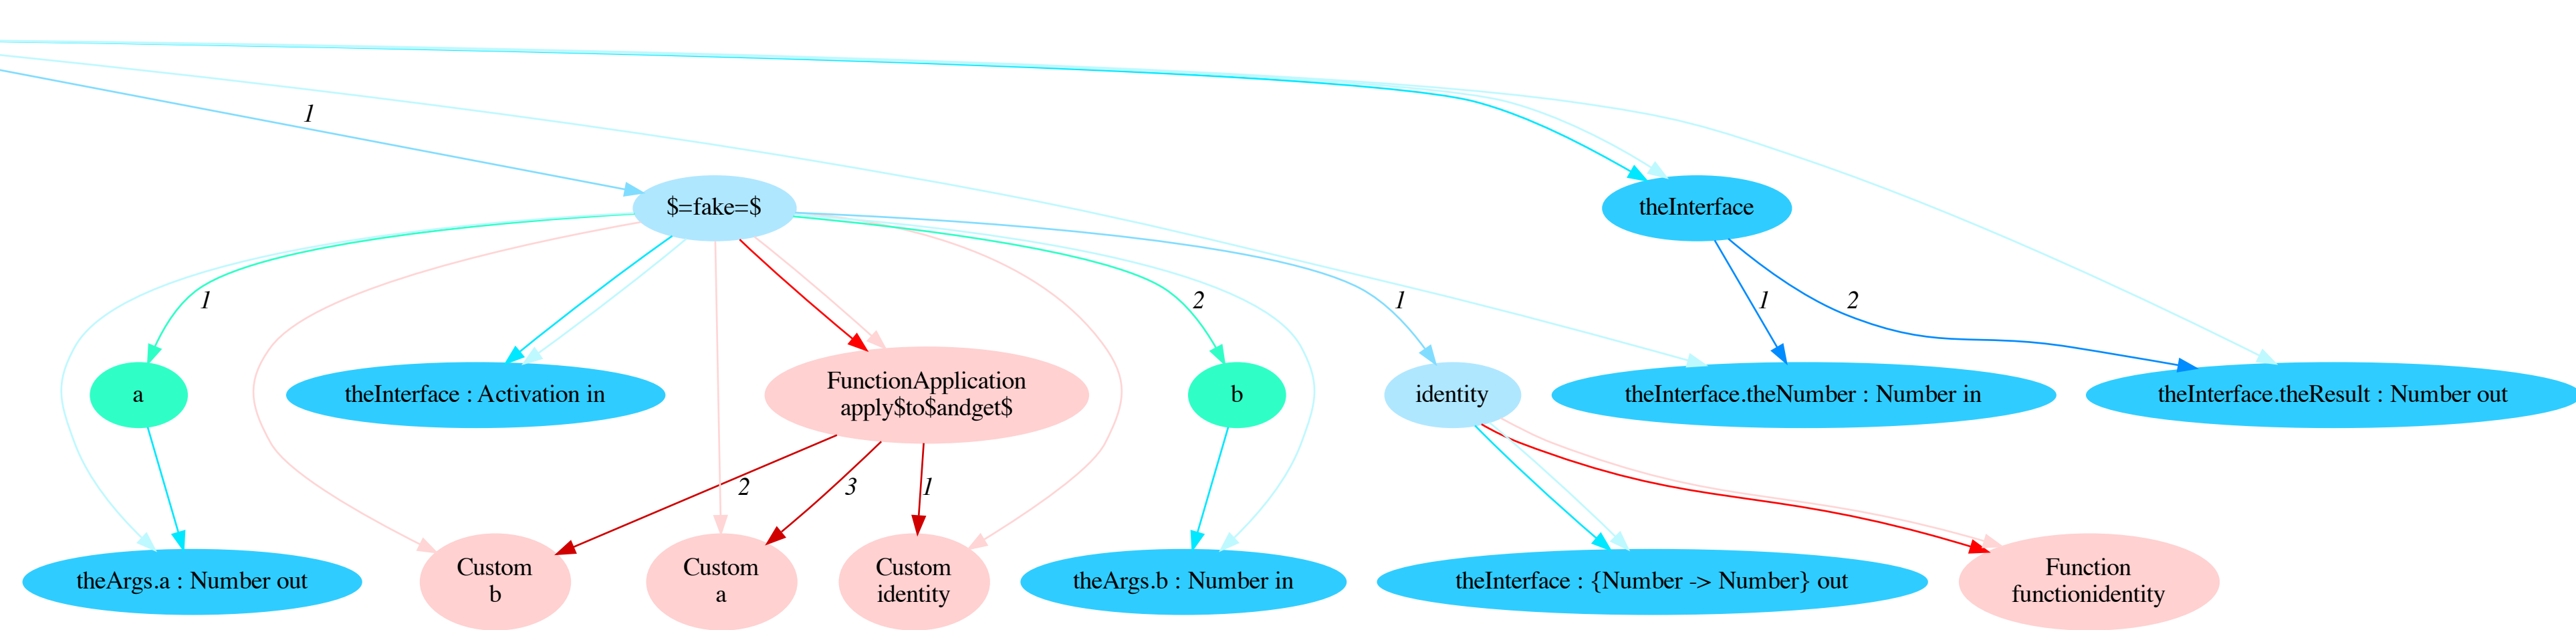 1
$=fake=$
theInterface
1
2
1
1
2
a
theInterface : Activation in
FunctionApplication
apply$to$andget$
b
identity
theInterface.theNumber : Number in
theInterface.theResult : Number out
2
3
1
theArgs.a : Number out
Custom
b
Custom
a
Custom
identity
theArgs.b : Number in
theInterface : {Number -> Number} out
Function
functionidentity